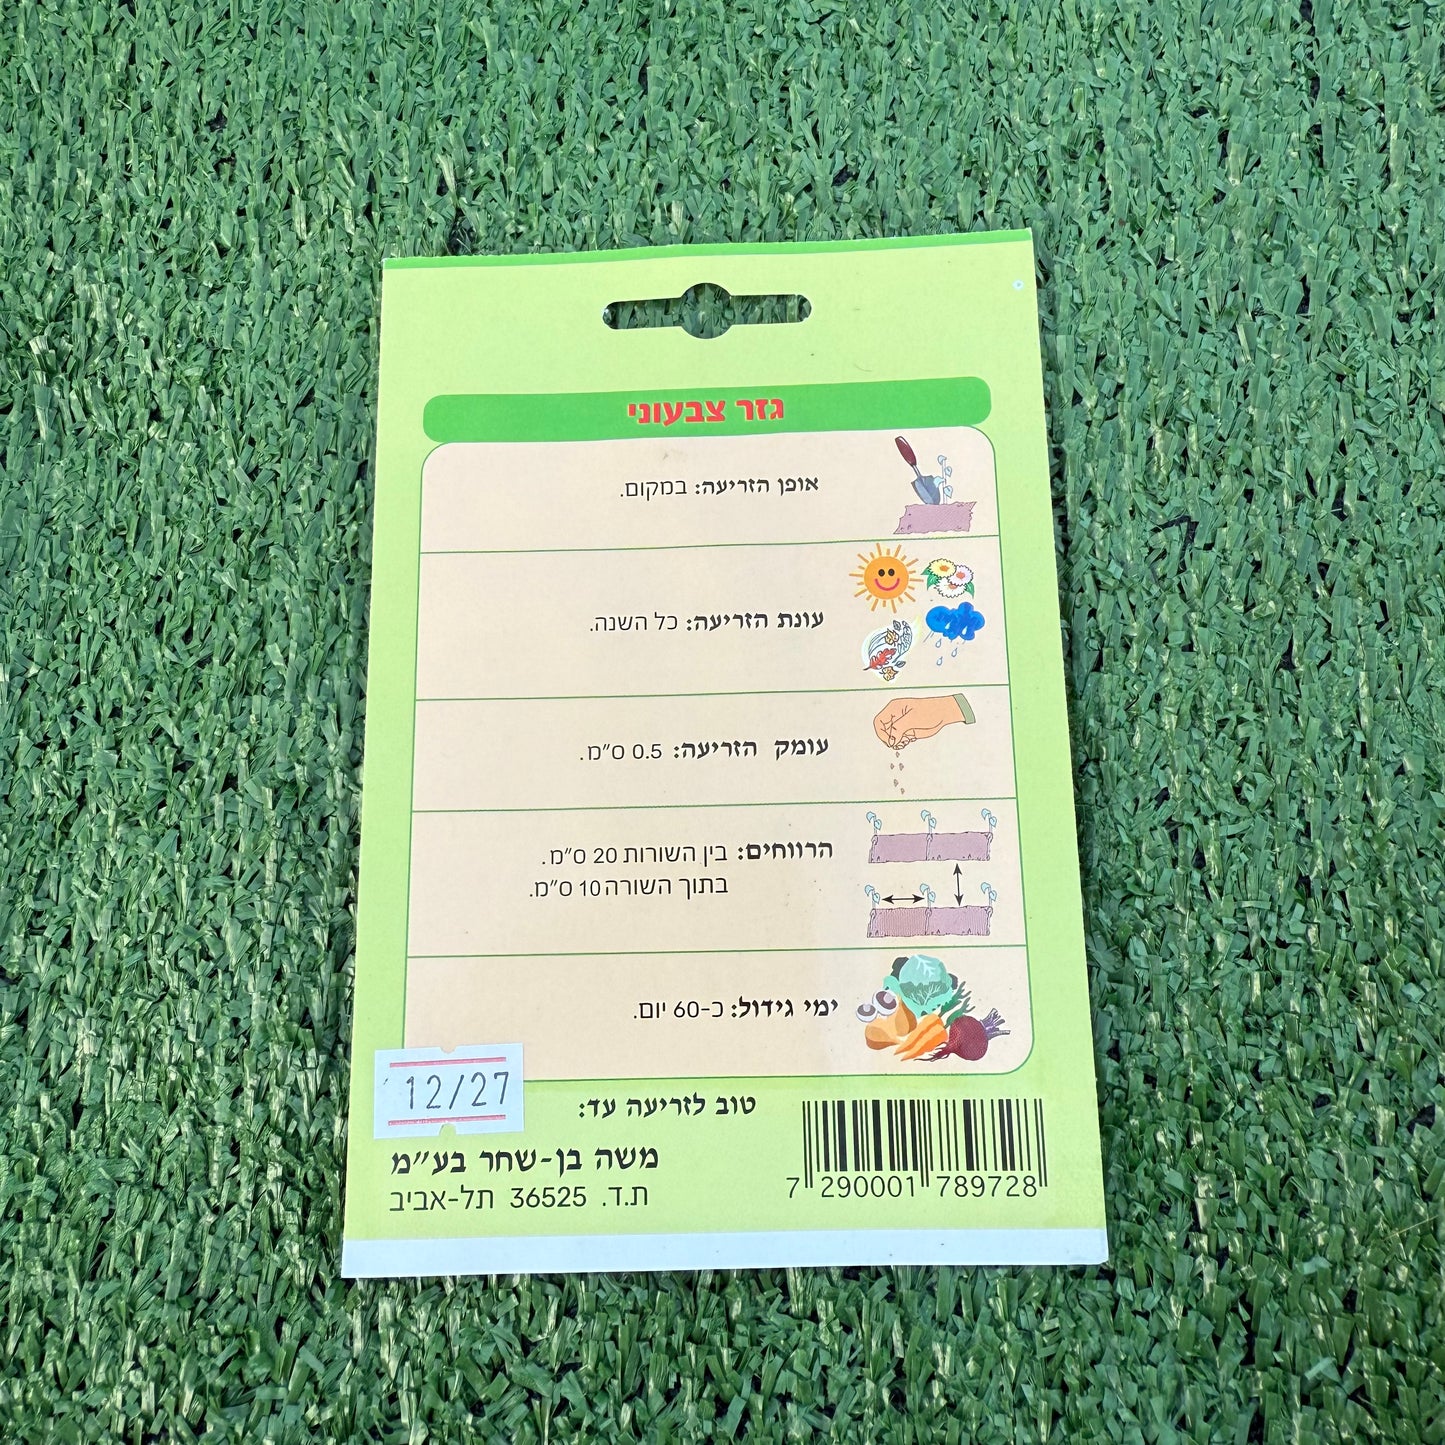 גזר צבעוני
אופן הזריעה: במקום.
עונת הזריעה: כל השנה.
עומק הזריעה: 0.5 ס"מ.
הרווחים: בין השורות 20 ס"מ.
בתוך השורה 10 ס"מ.
ימי גידול: כ-60 יום.
טוב לזריעה עד:
12/27
משה בן-שחר בע"מ
ת.ד. 36525 תל-אביב
7 290001 789728